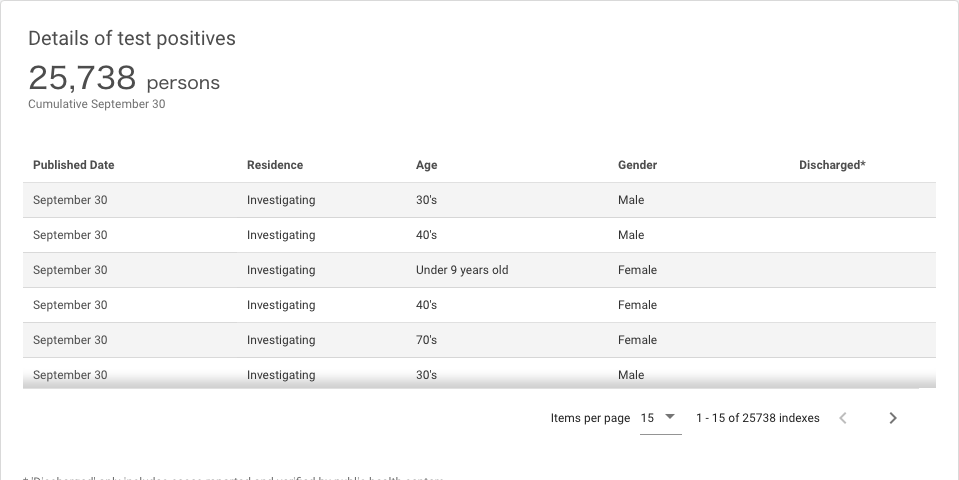 Details of test positives
25,738 persons
Cumulative September 30
Published Date Residence Age Gender Discharged*
September 30 Investigating 30's Male
September 30 Investigating 40's Male
September 30 Investigating Under 9 years old Female
September 30 Investigating 40's Female
September 30 Investigating 70's Female
September 30 Investigating 30's Male
Items per page 15 1 - 15 of 25738 indexes